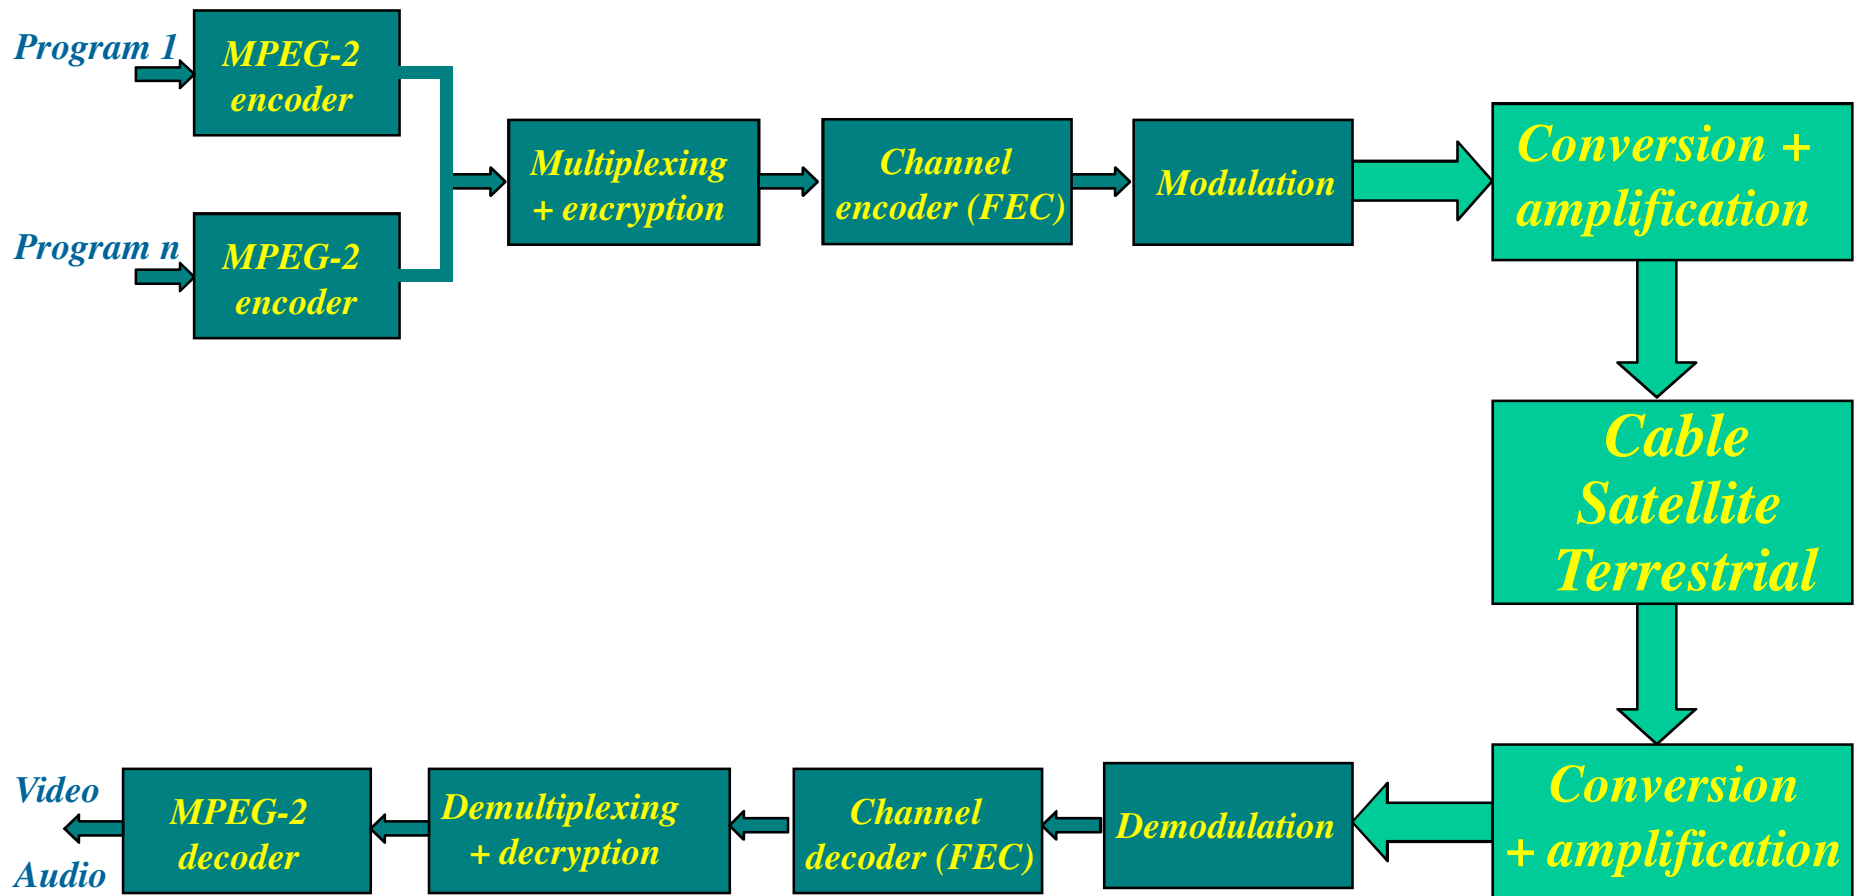 Program 1
MPEG-2
encoder
Program n
MPEG-2
encoder
Multiplexing
+ encryption
Channel
encoder (FEC)
Modulation
Conversion +
amplification
Cable
Satellite
Terrestrial
Conversion
+ amplification
Demodulation
Channel
decoder (FEC)
Demultiplexing
+ decryption
MPEG-2
decoder
Video
Audio